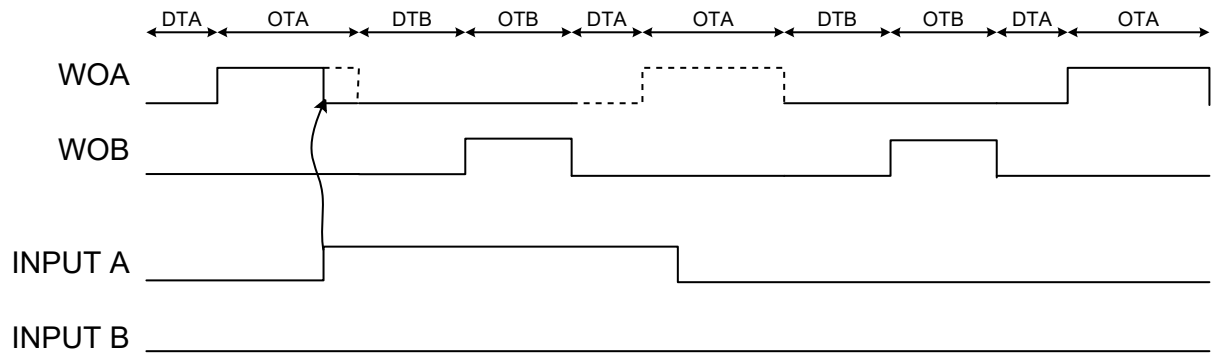 DTA OTA DTB OTB DTA OTA DTB OTB DTA OTA
WOA
WOB
INPUT A
INPUT B